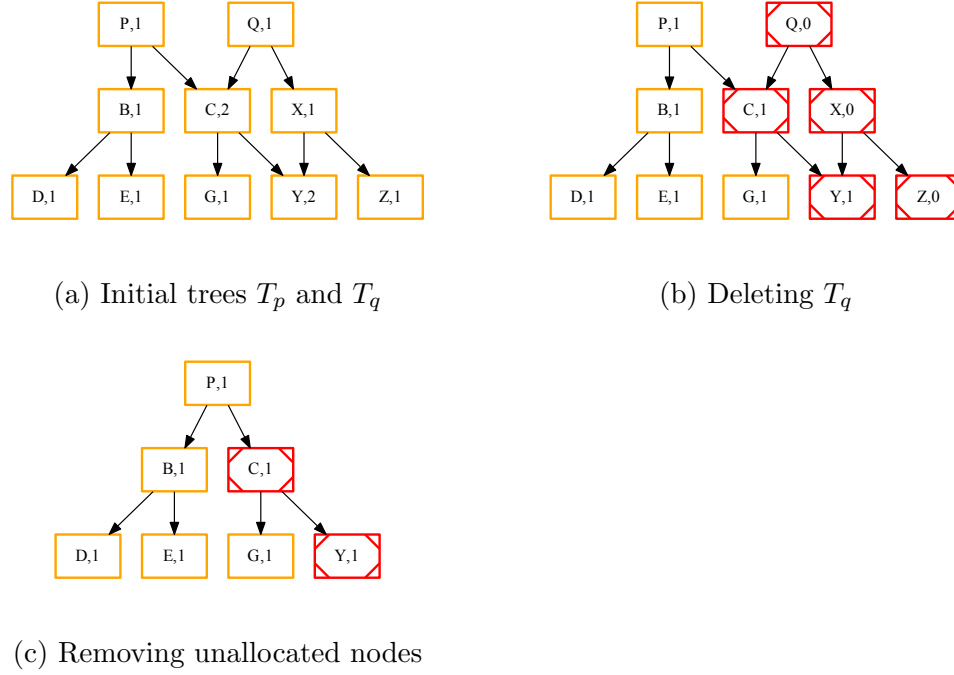 P,1 Q,1
B,1 C,2 X,1
D,1 E,1 G,1 Y,2 Z,1
(a) Initial trees T_p and T_q
P,1 Q,0
B,1 C,1 X,0
D,1 E,1 G,1 Y,1 Z,0
(b) Deleting T_q
P,1
B,1 C,1
D,1 E,1 G,1 Y,1
(c) Removing unallocated nodes